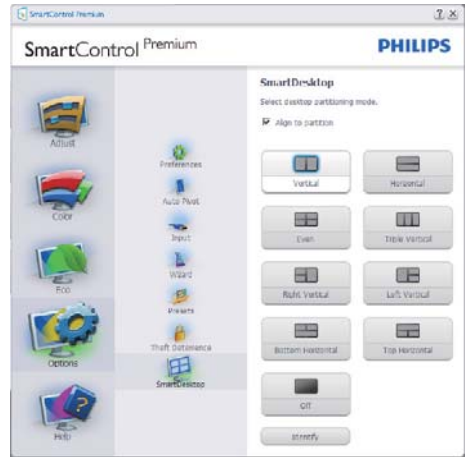 SmartControl Premium
SmartControl Premium
PHILIPS
Adjust
Color
Eco
Options
Help
Preferences
Auto Pivot
Input
Wizard
Presets
Theft Deterrence
SmartDesktop
SmartDesktop
Select desktop partitioning mode.
Align to partition
Vertical
Horizontal
Even
Triple Vertical
Right Vertical
Left Vertical
Bottom Horizontal
Top Horizontal
Off
Identify